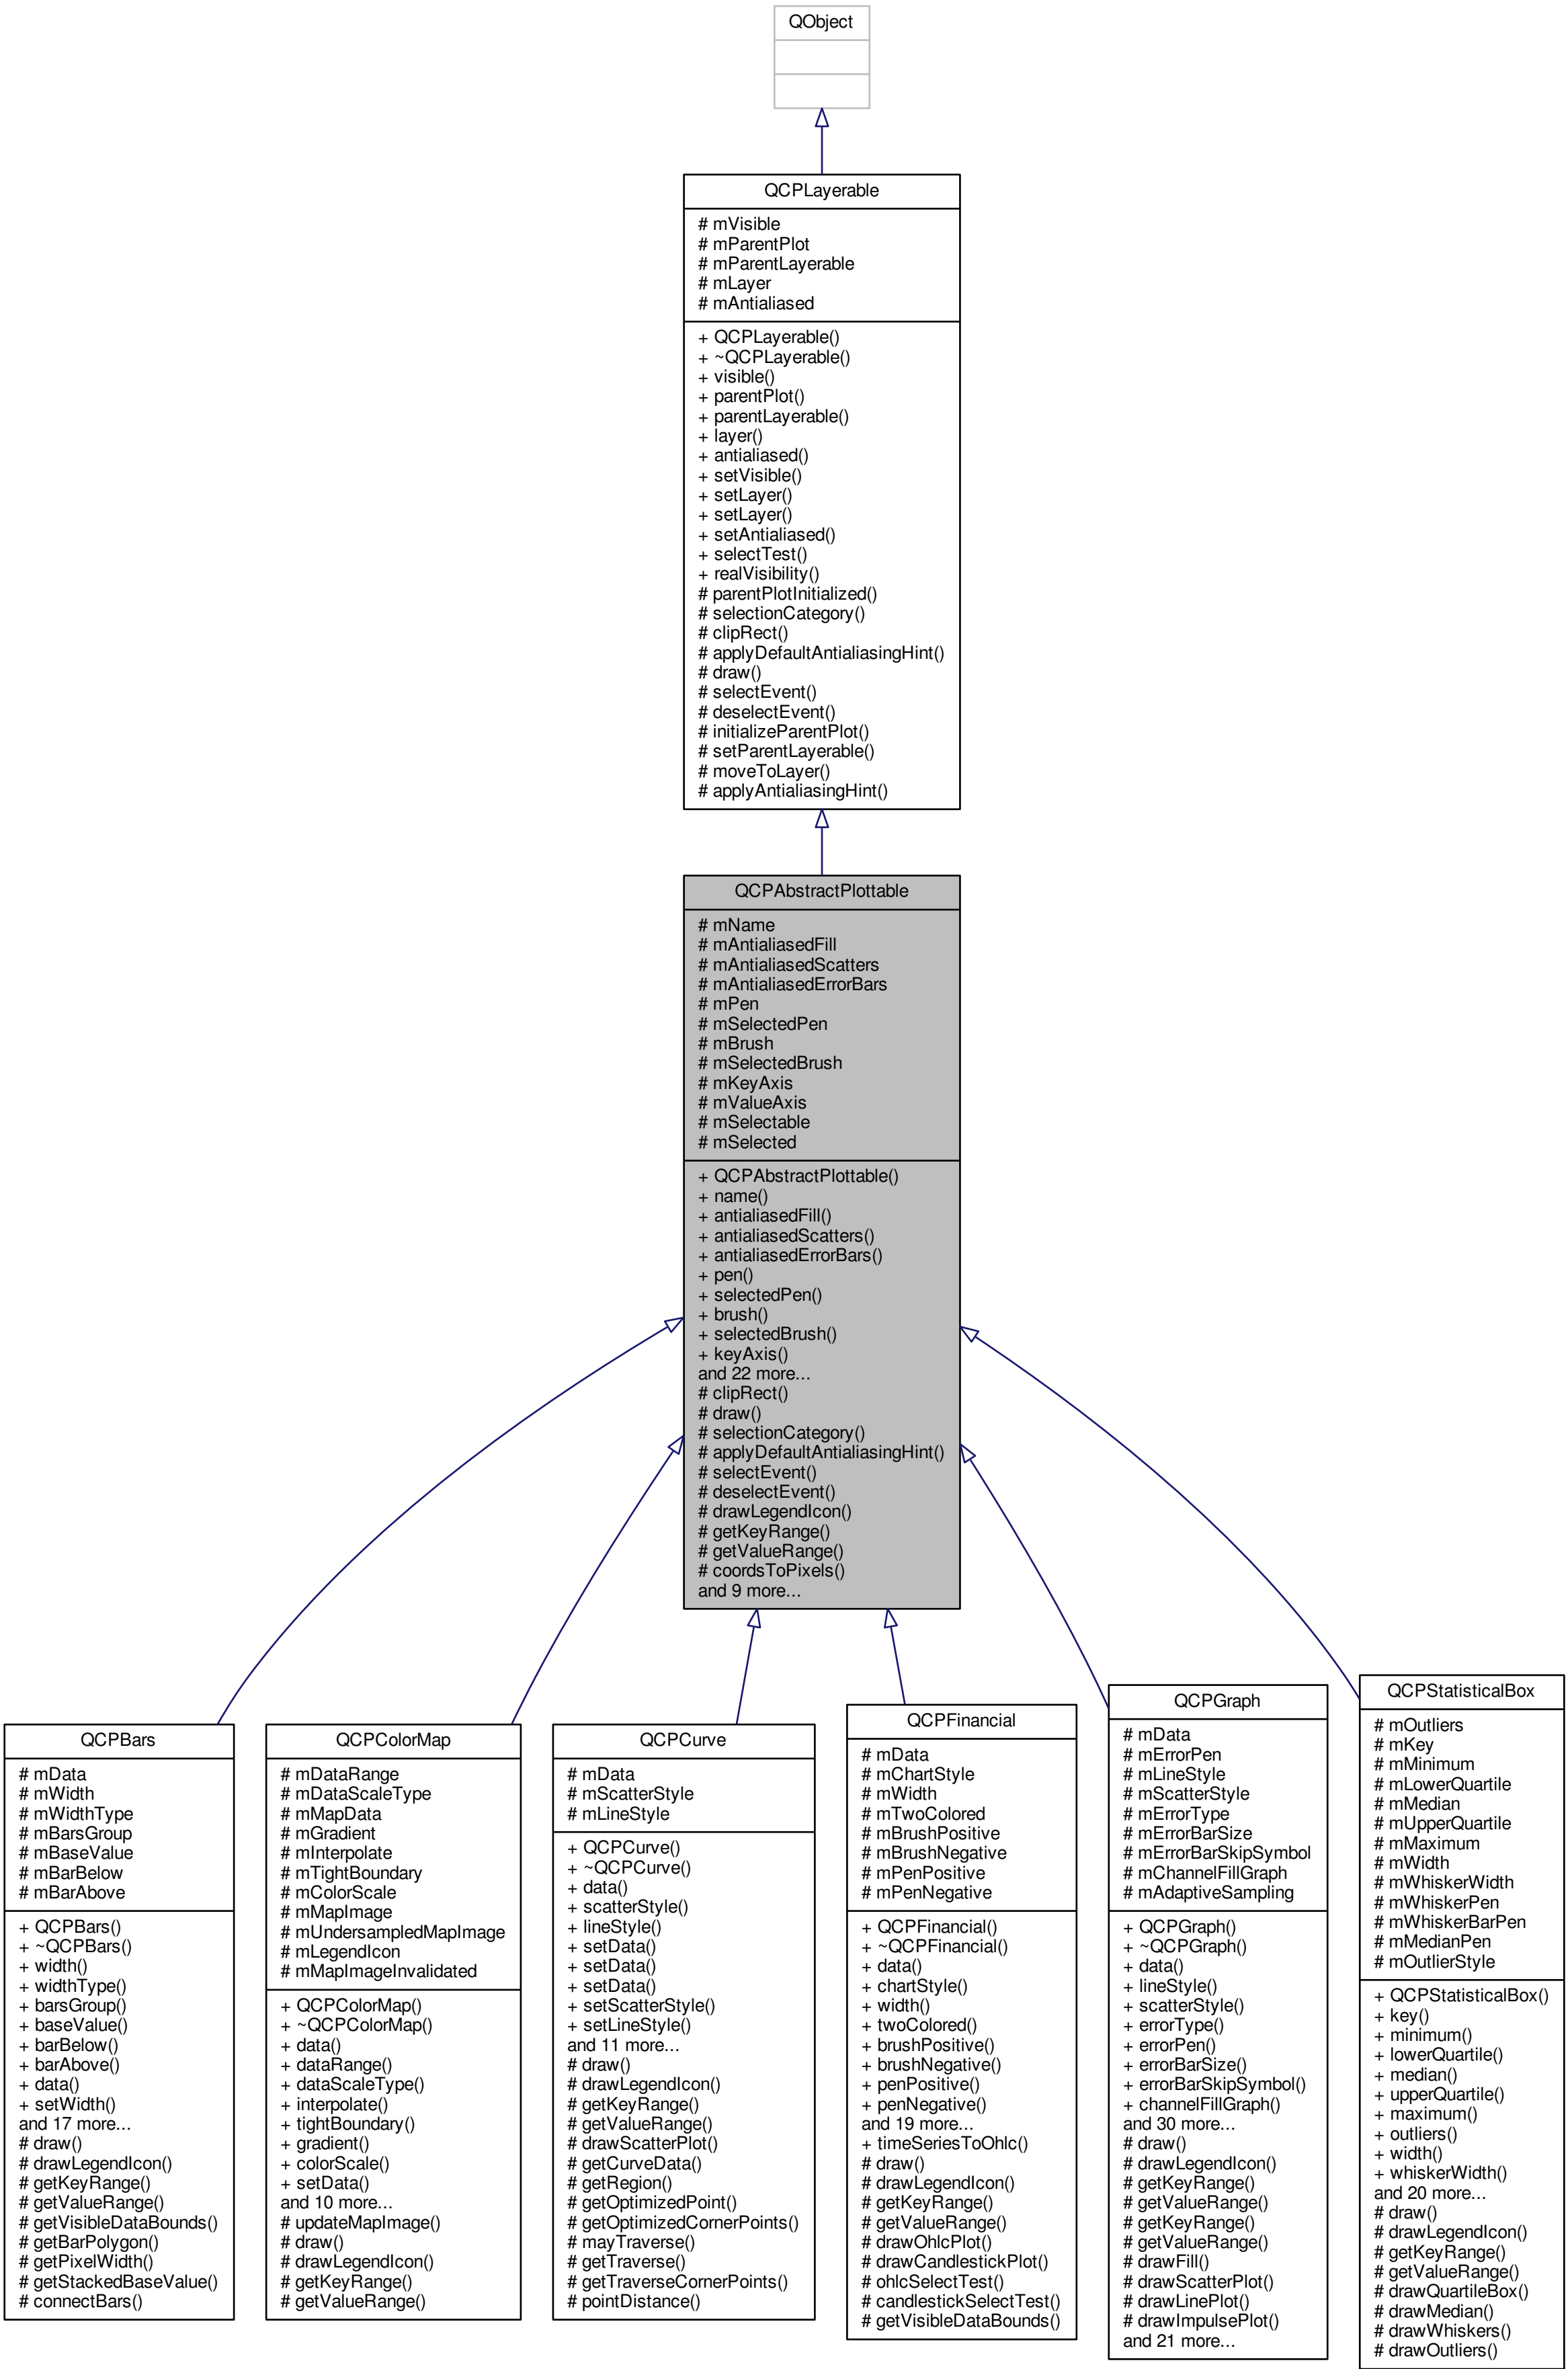 QObject
QCPLayerable
# mVisible
# mParentPlot
# mParentLayerable
# mLayer
# mAntialiased
+ QCPLayerable()
+ ~QCPLayerable()
+ visible()
+ parentPlot()
+ parentLayerable()
+ layer()
+ antialiased()
+ setVisible()
+ setLayer()
+ setLayer()
+ setAntialiased()
+ selectTest()
+ realVisibility()
# parentPlotInitialized()
# selectionCategory()
# clipRect()
# applyDefaultAntialiasingHint()
# draw()
# selectEvent()
# deselectEvent()
# initializeParentPlot()
# setParentLayerable()
# moveToLayer()
# applyAntialiasingHint()
QCPAbstractPlottable
# mName
# mAntialiasedFill
# mAntialiasedScatters
# mAntialiasedErrorBars
# mPen
# mSelectedPen
# mBrush
# mSelectedBrush
# mKeyAxis
# mValueAxis
# mSelectable
# mSelected
+ QCPAbstractPlottable()
+ name()
+ antialiasedFill()
+ antialiasedScatters()
+ antialiasedErrorBars()
+ pen()
+ selectedPen()
+ brush()
+ selectedBrush()
+ keyAxis()
and 22 more...
# clipRect()
# draw()
# selectionCategory()
# applyDefaultAntialiasingHint()
# selectEvent()
# deselectEvent()
# drawLegendIcon()
# getKeyRange()
# getValueRange()
# coordsToPixels()
and 9 more...
QCPBars
# mData
# mWidth
# mWidthType
# mBarsGroup
# mBaseValue
# mBarBelow
# mBarAbove
+ QCPBars()
+ ~QCPBars()
+ width()
+ widthType()
+ barsGroup()
+ baseValue()
+ barBelow()
+ barAbove()
+ data()
+ setWidth()
and 17 more...
# draw()
# drawLegendIcon()
# getKeyRange()
# getValueRange()
# getVisibleDataBounds()
# getBarPolygon()
# getPixelWidth()
# getStackedBaseValue()
# connectBars()
QCPColorMap
# mDataRange
# mDataScaleType
# mMapData
# mGradient
# mInterpolate
# mTightBoundary
# mColorScale
# mMapImage
# mUndersampledMapImage
# mLegendIcon
# mMapImageInvalidated
+ QCPColorMap()
+ ~QCPColorMap()
+ data()
+ dataRange()
+ dataScaleType()
+ interpolate()
+ tightBoundary()
+ gradient()
+ colorScale()
+ setData()
and 10 more...
# updateMapImage()
# draw()
# drawLegendIcon()
# getKeyRange()
# getValueRange()
QCPCurve
# mData
# mScatterStyle
# mLineStyle
+ QCPCurve()
+ ~QCPCurve()
+ data()
+ scatterStyle()
+ lineStyle()
+ setData()
+ setData()
+ setData()
+ setScatterStyle()
+ setLineStyle()
and 11 more...
# draw()
# drawLegendIcon()
# getKeyRange()
# getValueRange()
# drawScatterPlot()
# getCurveData()
# getRegion()
# getOptimizedPoint()
# getOptimizedCornerPoints()
# mayTraverse()
# getTraverse()
# getTraverseCornerPoints()
# pointDistance()
QCPFinancial
# mData
# mChartStyle
# mWidth
# mTwoColored
# mBrushPositive
# mBrushNegative
# mPenPositive
# mPenNegative
+ QCPFinancial()
+ ~QCPFinancial()
+ data()
+ chartStyle()
+ width()
+ twoColored()
+ brushPositive()
+ brushNegative()
+ penPositive()
+ penNegative()
and 19 more...
+ timeSeriesToOhlc()
# draw()
# drawLegendIcon()
# getKeyRange()
# getValueRange()
# drawOhlcPlot()
# drawCandlestickPlot()
# ohlcSelectTest()
# candlestickSelectTest()
# getVisibleDataBounds()
QCPGraph
# mData
# mErrorPen
# mLineStyle
# mScatterStyle
# mErrorType
# mErrorBarSize
# mErrorBarSkipSymbol
# mChannelFillGraph
# mAdaptiveSampling
+ QCPGraph()
+ ~QCPGraph()
+ data()
+ lineStyle()
+ scatterStyle()
+ errorType()
+ errorPen()
+ errorBarSize()
+ errorBarSkipSymbol()
+ channelFillGraph()
and 30 more...
# draw()
# drawLegendIcon()
# getKeyRange()
# getValueRange()
# getKeyRange()
# getValueRange()
# drawFill()
# drawScatterPlot()
# drawLinePlot()
# drawImpulsePlot()
and 21 more...
QCPStatisticalBox
# mOutliers
# mKey
# mMinimum
# mLowerQuartile
# mMedian
# mUpperQuartile
# mMaximum
# mWidth
# mWhiskerWidth
# mWhiskerPen
# mWhiskerBarPen
# mMedianPen
# mOutlierStyle
+ QCPStatisticalBox()
+ key()
+ minimum()
+ lowerQuartile()
+ median()
+ upperQuartile()
+ maximum()
+ outliers()
+ width()
+ whiskerWidth()
and 20 more...
# draw()
# drawLegendIcon()
# getKeyRange()
# getValueRange()
# drawQuartileBox()
# drawMedian()
# drawWhiskers()
# drawOutliers()